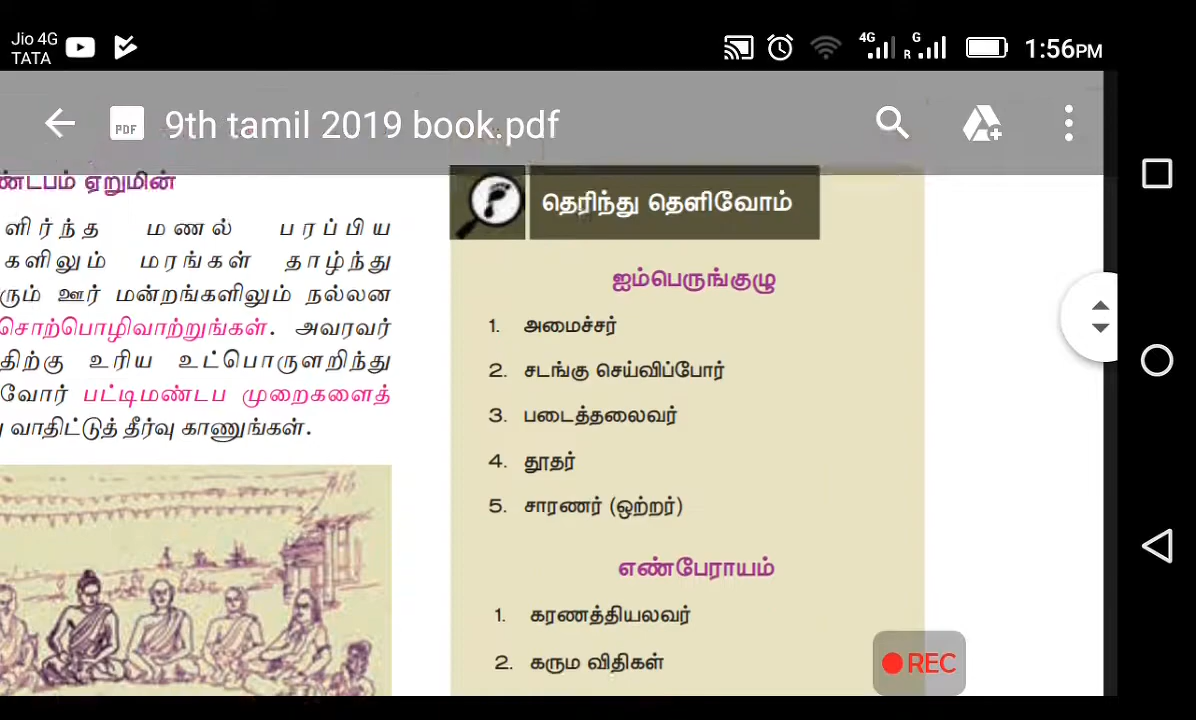 Jio 4G
TATA
4G
G
R
1:56PM
PDF
9th tamil 2019 book.pdf
ண்டபம் ஏறுமின்
ளிர்ந்த மணல் பரப்பிய
களிலும் மரங்கள் தாழ்ந்து
ரும் ஊர் மன்றங்களிலும் நல்லன
சொற்பொழிவாற்றுங்கள். அவரவர்
திற்கு உரிய உட்பொருளறிந்து
வோர் பட்டிமண்டப முறைகளைத்
வாதிட்டுத் தீர்வு காணுங்கள்.
தெரிந்து தெளிவோம்
ஐம்பெருங்குழு
1. அமைச்சர்
2. சடங்கு செய்விப்போர்
3. படைத்தலைவர்
4. தூதர்
5. சாரணர் (ஒற்றர்)
எண்பேராயம்
1. கரணத்தியலவர்
2. கரும விதிகள்
REC